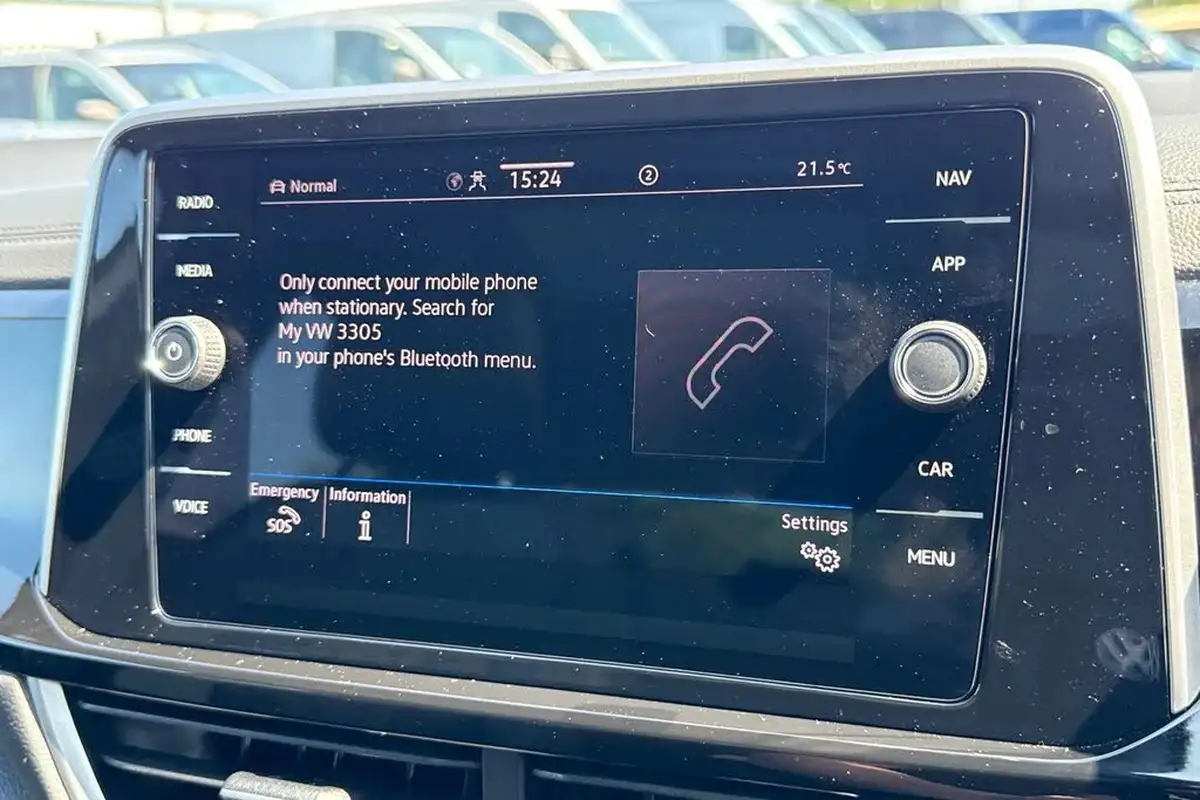 Normal
15:24
2
21.5°C
RADIO
MEDIA
PHONE
VOICE
Only connect your mobile phone
when stationary. Search for
My VW 3305
in your phone's Bluetooth menu.
Emergency
SOS
Information
i
Settings
NAV
APP
CAR
MENU